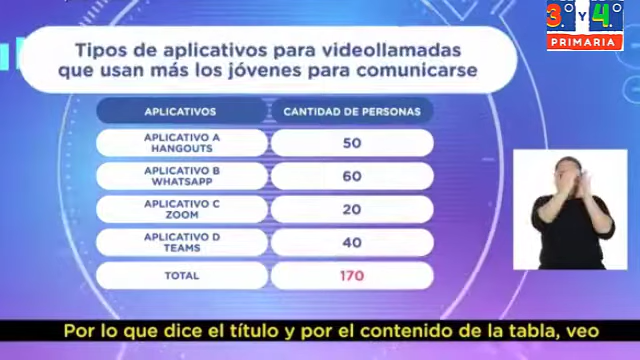 3.º Y 4.º
PRIMARIA
Tipos de aplicativos para videollamadas
que usan más los jóvenes para comunicarse
APLICATIVOS CANTIDAD DE PERSONAS
APLICATIVO A
HANGOUTS
50
APLICATIVO B
WHATSAPP
60
APLICATIVO C
ZOOM
20
APLICATIVO D
TEAMS
40
TOTAL 170
Por lo que dice el título y por el contenido de la tabla, veo